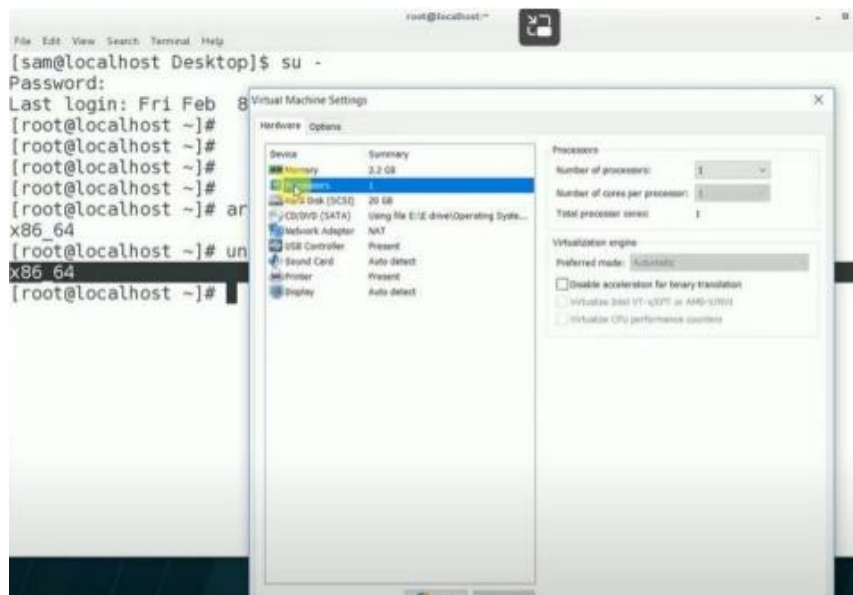 root@localhost:~
File Edit View Search Terminal Help
[sam@localhost Desktop]$ su -
Password:
Last login: Fri Feb 8
[root@localhost ~]#
[root@localhost ~]#
[root@localhost ~]#
[root@localhost ~]#
[root@localhost ~]# ar
x86_64
[root@localhost ~]# un
x86_64
[root@localhost ~]#
Virtual Machine Settings
Hardware Options
Device Summary
Memory 2.2 GB
Processors 1
Hard Disk (SCSI) 20 GB
CD/DVD (SATA) Using file E:\E drive\Operating Syste...
Network Adapter NAT
USB Controller Present
Sound Card Auto detect
Printer Present
Display Auto detect
Processors
Number of processors: 1
Number of cores per processor: 1
Total processor cores: 1
Virtualization engine
Preferred mode: Automatic
Disable acceleration for binary translation
Virtualize Intel VT-x/EPT or AMD-V/RVI
Virtualize CPU performance counters